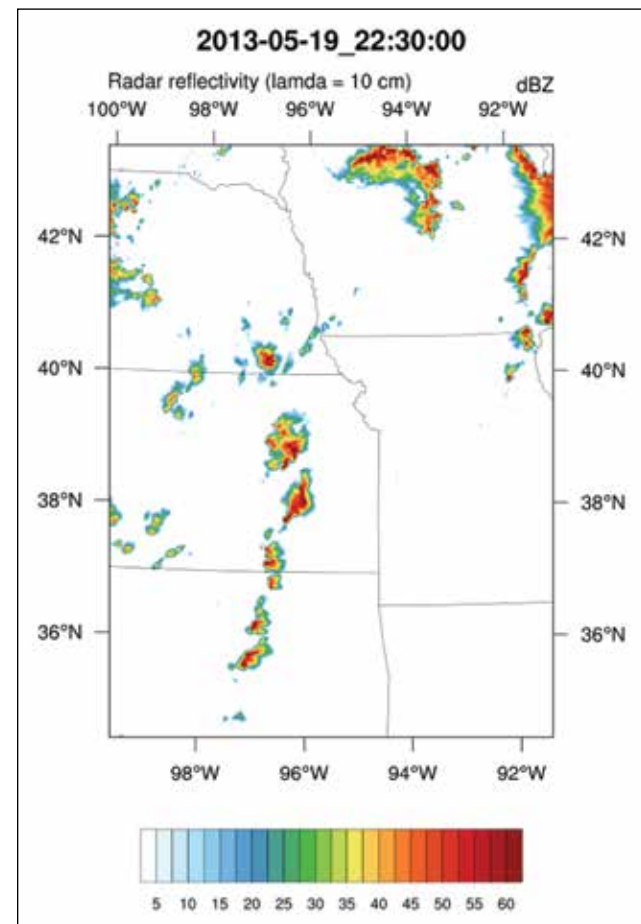 2013-05-19_22:30:00
Radar reflectivity (lamda = 10 cm) dBZ
100°W 98°W 96°W 94°W 92°W
42°N 42°N
40°N 40°N
38°N 38°N
36°N 36°N
98°W 96°W 94°W 92°W
5 10 15 20 25 30 35 40 45 50 55 60